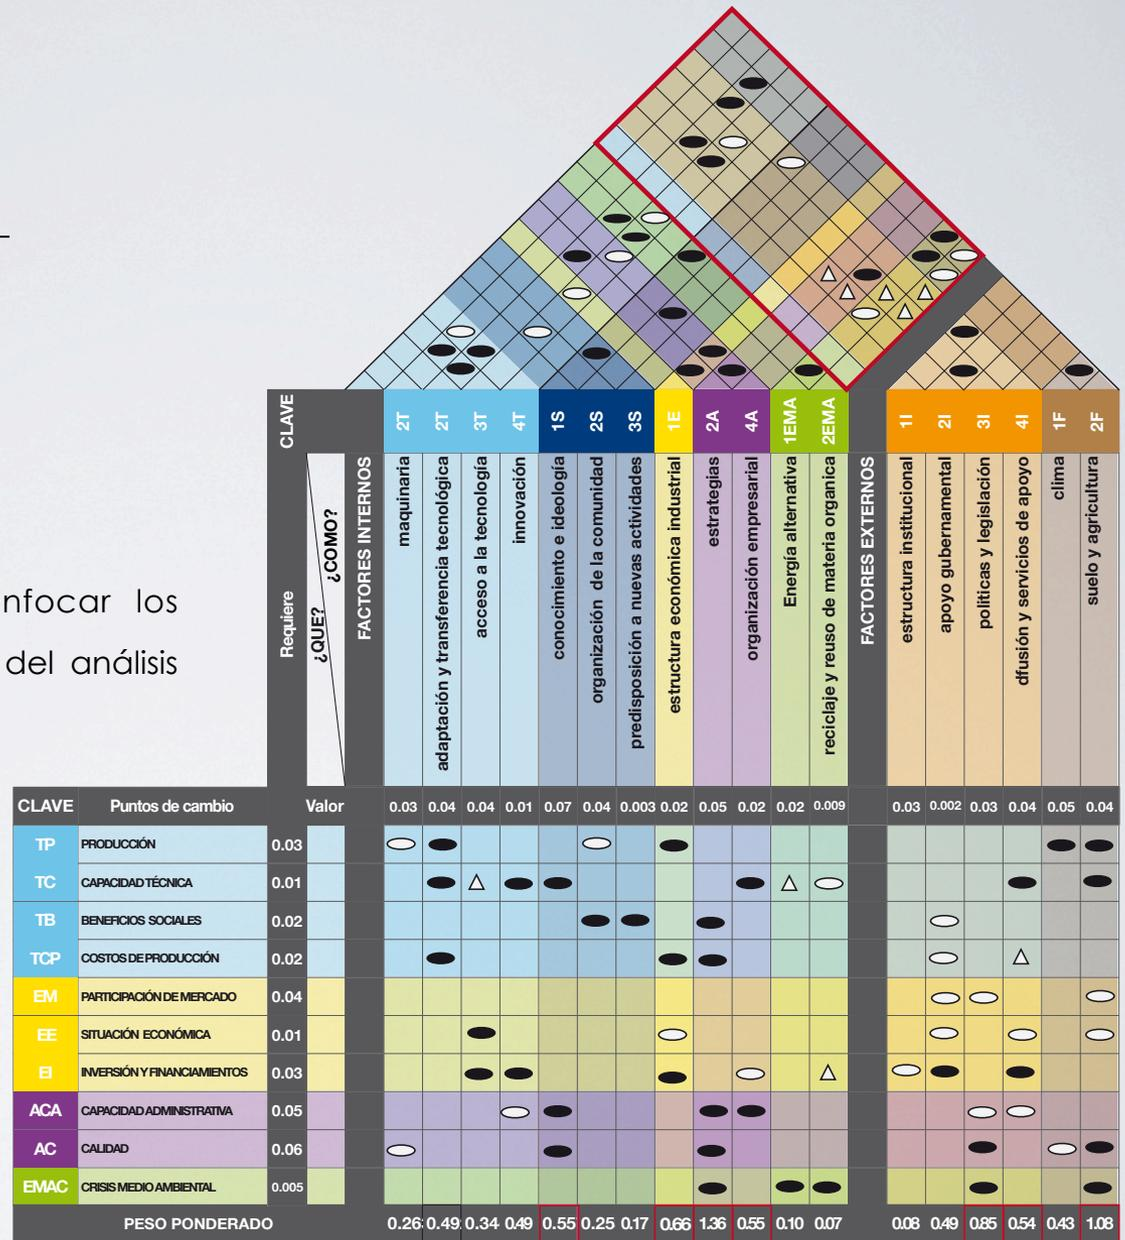 nfocar los
del análisis
CLAVE
Requiere
¿QUE?
¿COMO?
FACTORES INTERNOS
2T maquinaria
2T adaptación y transferencia tecnológica
3T acceso a la tecnología
4T innovación
1S conocimiento e ideología
2S organización de la comunidad
3S predisposición a nuevas actividades
1E estructura económica industrial
2A estrategias
4A organización empresarial
1EMA Energía alternativa
2EMA reciclaje y reuso de materia organica
FACTORES EXTERNOS
1I estructura institucional
2I apoyo gubernamental
3I políticas y legislación
4I dfusión y servicios de apoyo
1F clima
2F suelo y agricultura
CLAVE Puntos de cambio Valor 0.03 0.04 0.04 0.01 0.07 0.04 0.003 0.02 0.05 0.02 0.02 0.009 0.03 0.002 0.03 0.04 0.05 0.04
TP PRODUCCIÓN 0.03
TC CAPACIDAD TÉCNICA 0.01
TB BENEFICIOS SOCIALES 0.02
TCP COSTOS DE PRODUCCIÓN 0.02
EM PARTICIPACIÓN DE MERCADO 0.04
EE SITUACIÓN ECONÓMICA 0.01
EI INVERSIÓN Y FINANCIAMIENTOS 0.03
ACA CAPACIDAD ADMINISTRATIVA 0.05
AC CALIDAD 0.06
EMAC CRISIS MEDIO AMBIENTAL 0.005
PESO PONDERADO 0.26 0.49 0.34 0.49 0.55 0.25 0.17 0.66 1.36 0.55 0.10 0.07 0.08 0.49 0.85 0.54 0.43 1.08